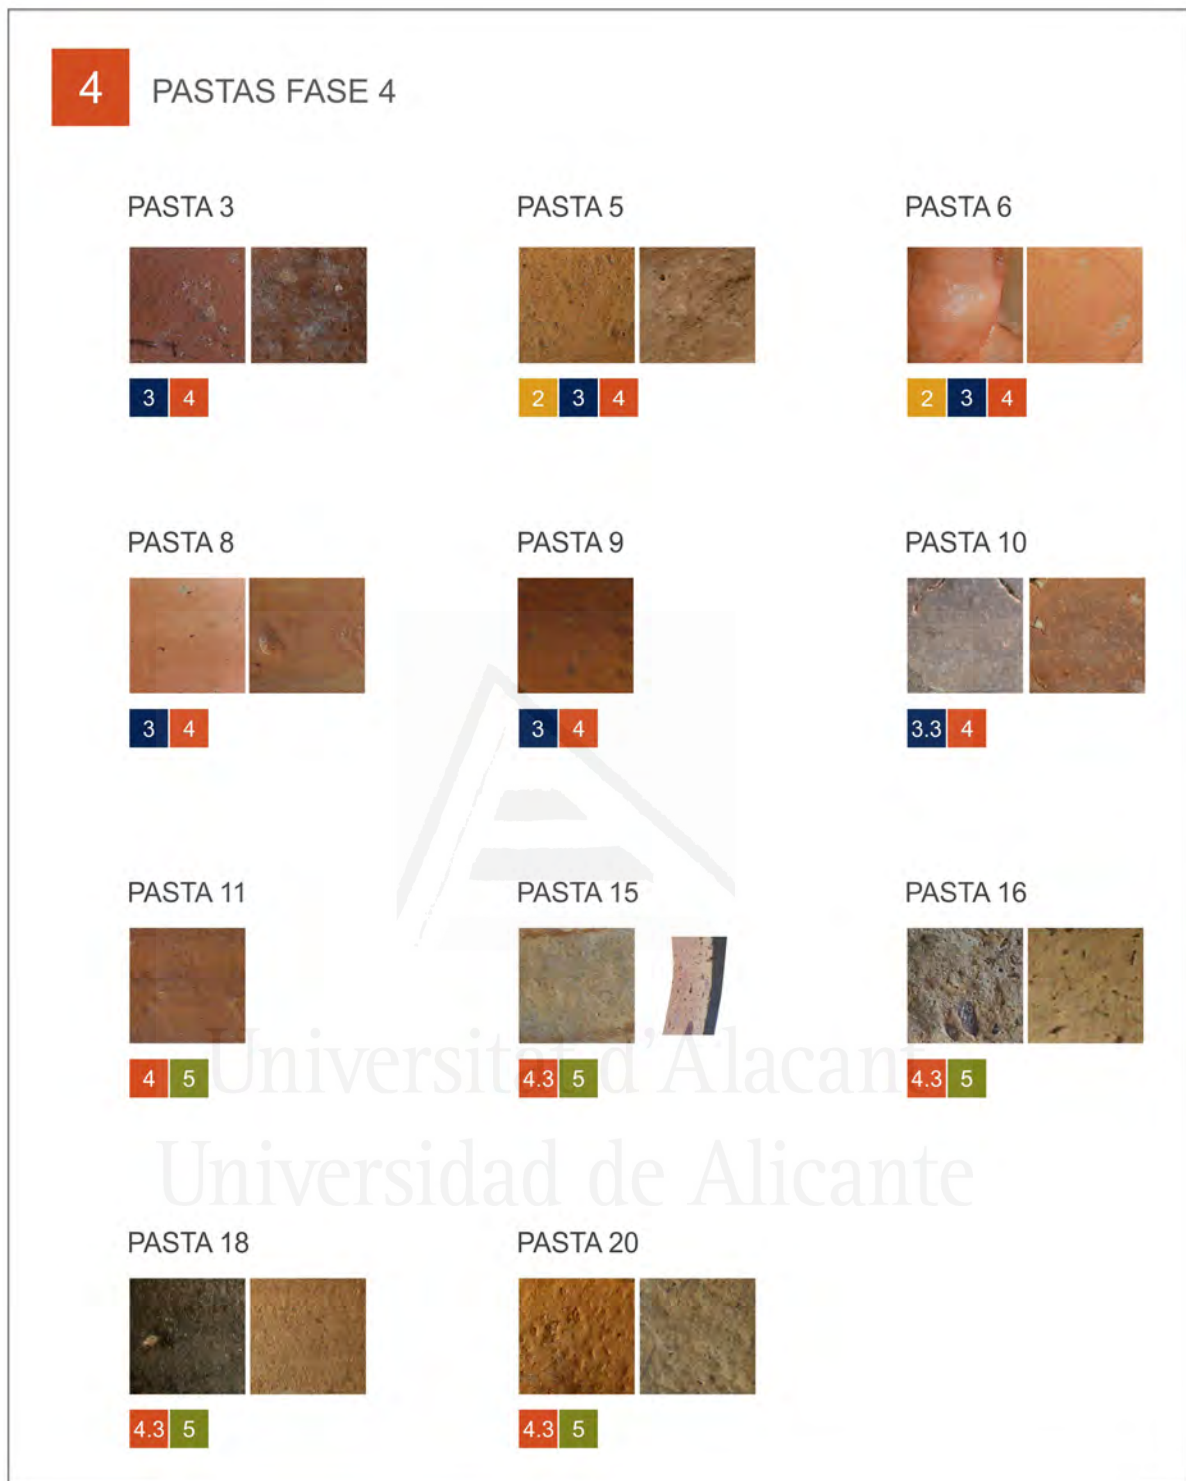 4 PASTAS FASE 4
PASTA 3 PASTA 5 PASTA 6
3 4 2 3 4 2 3 4
PASTA 8 PASTA 9 PASTA 10
3 4 3 4 3.3 4
PASTA 11 PASTA 15 PASTA 16
4 5 4.3 5 4.3 5
Universitat d'Alacant
Universidad de Alicante
PASTA 18 PASTA 20
4.3 5 4.3 5